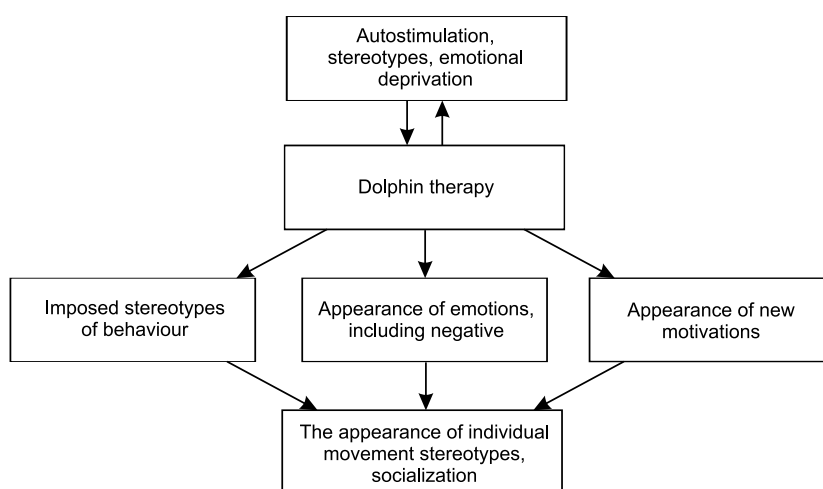 Autostimulation,
stereotypes, emotional
deprivation
Dolphin therapy
Imposed stereotypes
of behaviour
Appearance of emotions,
including negative
Appearance of new
motivations
The appearance of individual
movement stereotypes,
socialization